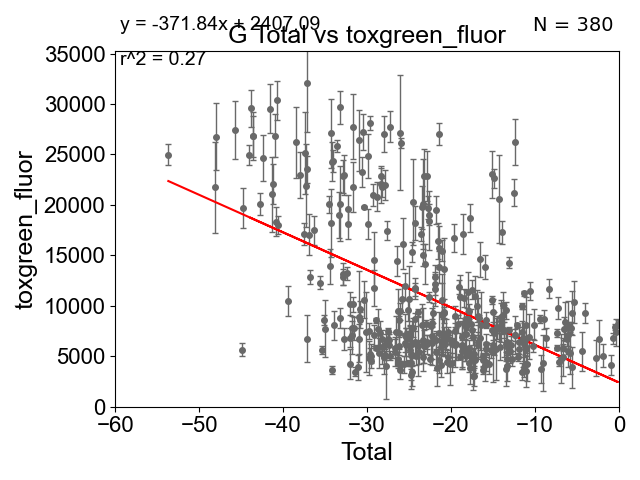 y = -371.84x + 2407.09
N = 380
G Total vs toxgreen_fluor
r^2 = 0.27
35000
30000
25000
20000
15000
10000
5000
0
toxgreen_fluor
−60 −50 −40 −30 −20 −10 0
Total